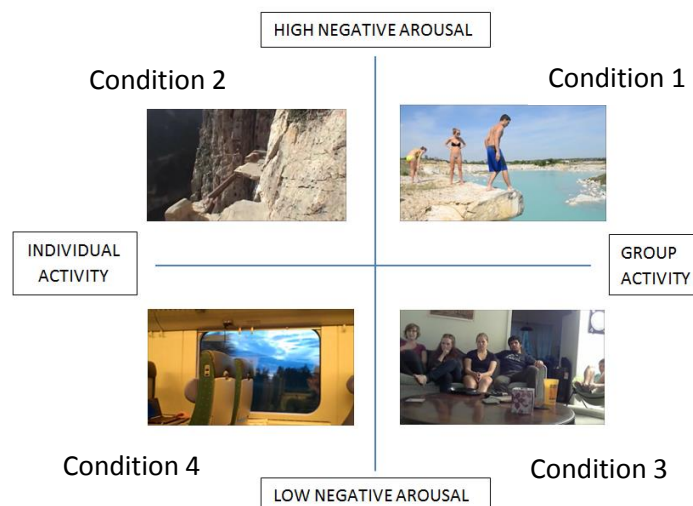 HIGH NEGATIVE AROUSAL
Condition 2
Condition 1
INDIVIDUAL
ACTIVITY
GROUP
ACTIVITY
Condition 4
Condition 3
LOW NEGATIVE AROUSAL